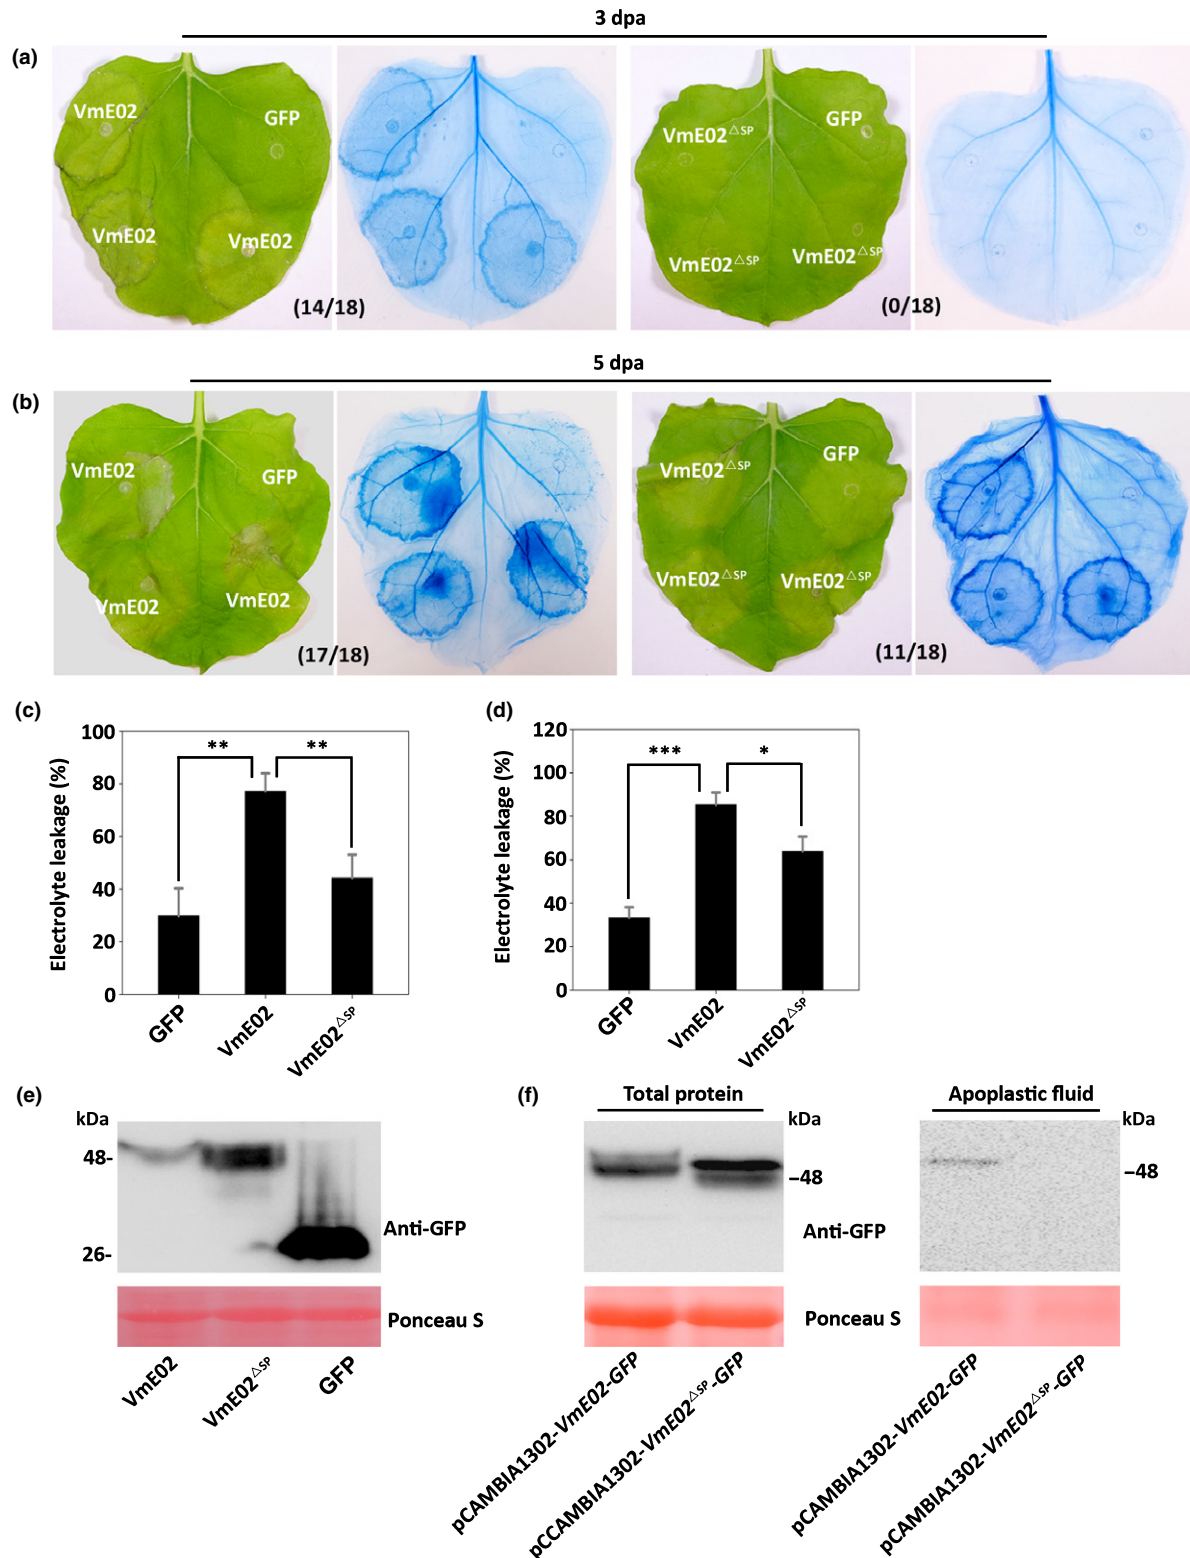 3 dpa
(a)
VmE02
GFP
VmE02
VmE02
(14/18)
VmE02△SP
GFP
VmE02△SP
VmE02△SP
(0/18)
5 dpa
(b)
VmE02
GFP
VmE02
VmE02
(17/18)
VmE02△SP
GFP
VmE02△SP
VmE02△SP
(11/18)
(c)
Electrolyte leakage (%)
100
80
60
40
20
0
**
**
GFP
VmE02
VmE02△SP
(d)
Electrolyte leakage (%)
120
100
80
60
40
20
0
***
*
GFP
VmE02
VmE02△SP
(e)
kDa
48-
26-
Anti-GFP
Ponceau S
VmE02
VmE02△SP
GFP
(f)
Total protein
kDa
–48
Anti-GFP
Ponceau S
pCAMBIA1302-VmE02-GFP
pCCAMBIA1302-VmE02△SP-GFP
Apoplastic fluid
kDa
–48
pCAMBIA1302-VmE02-GFP
pCAMBIA1302-VmE02△SP-GFP